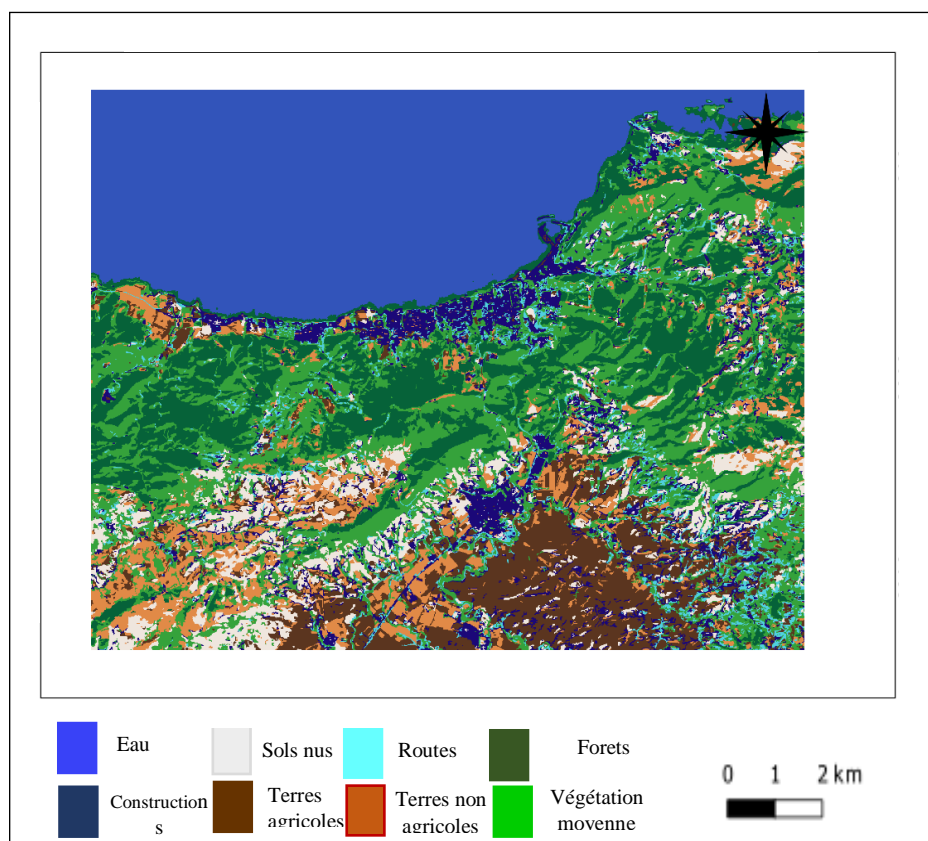 Eau
Sols nus
Routes
Forets
Construction
s
Terres
agricoles
Terres non
agricoles
Végétation
moyenne
0 1 2 km